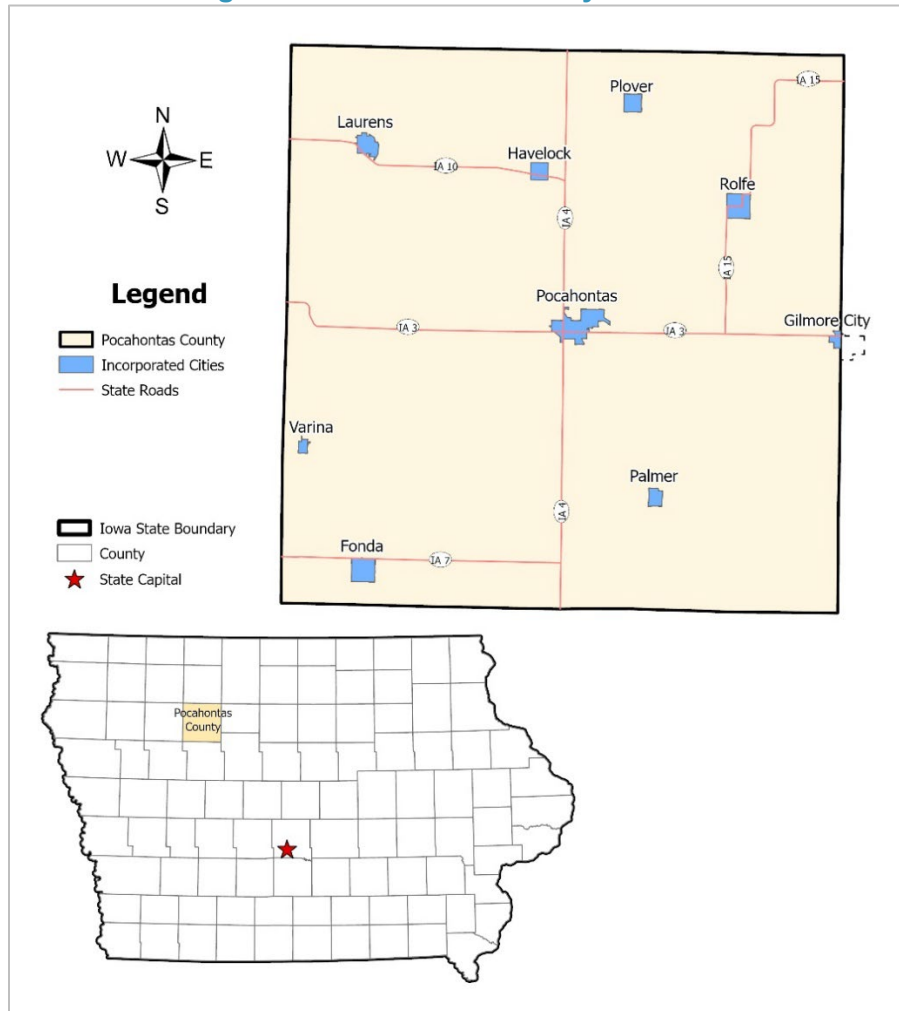 IA 15
Plover
Laurens
N
W
E
S
Havelock
IA 10
Rolfe
IA 4
IA 15
Legend
Pocahontas
Gilmore City
IA 3
IA 3
Pocahontas County
Incorporated Cities
State Roads
Varina
Palmer
IA 4
Iowa State Boundary
County
State Capital
Fonda
IA 7
Pocahontas
County